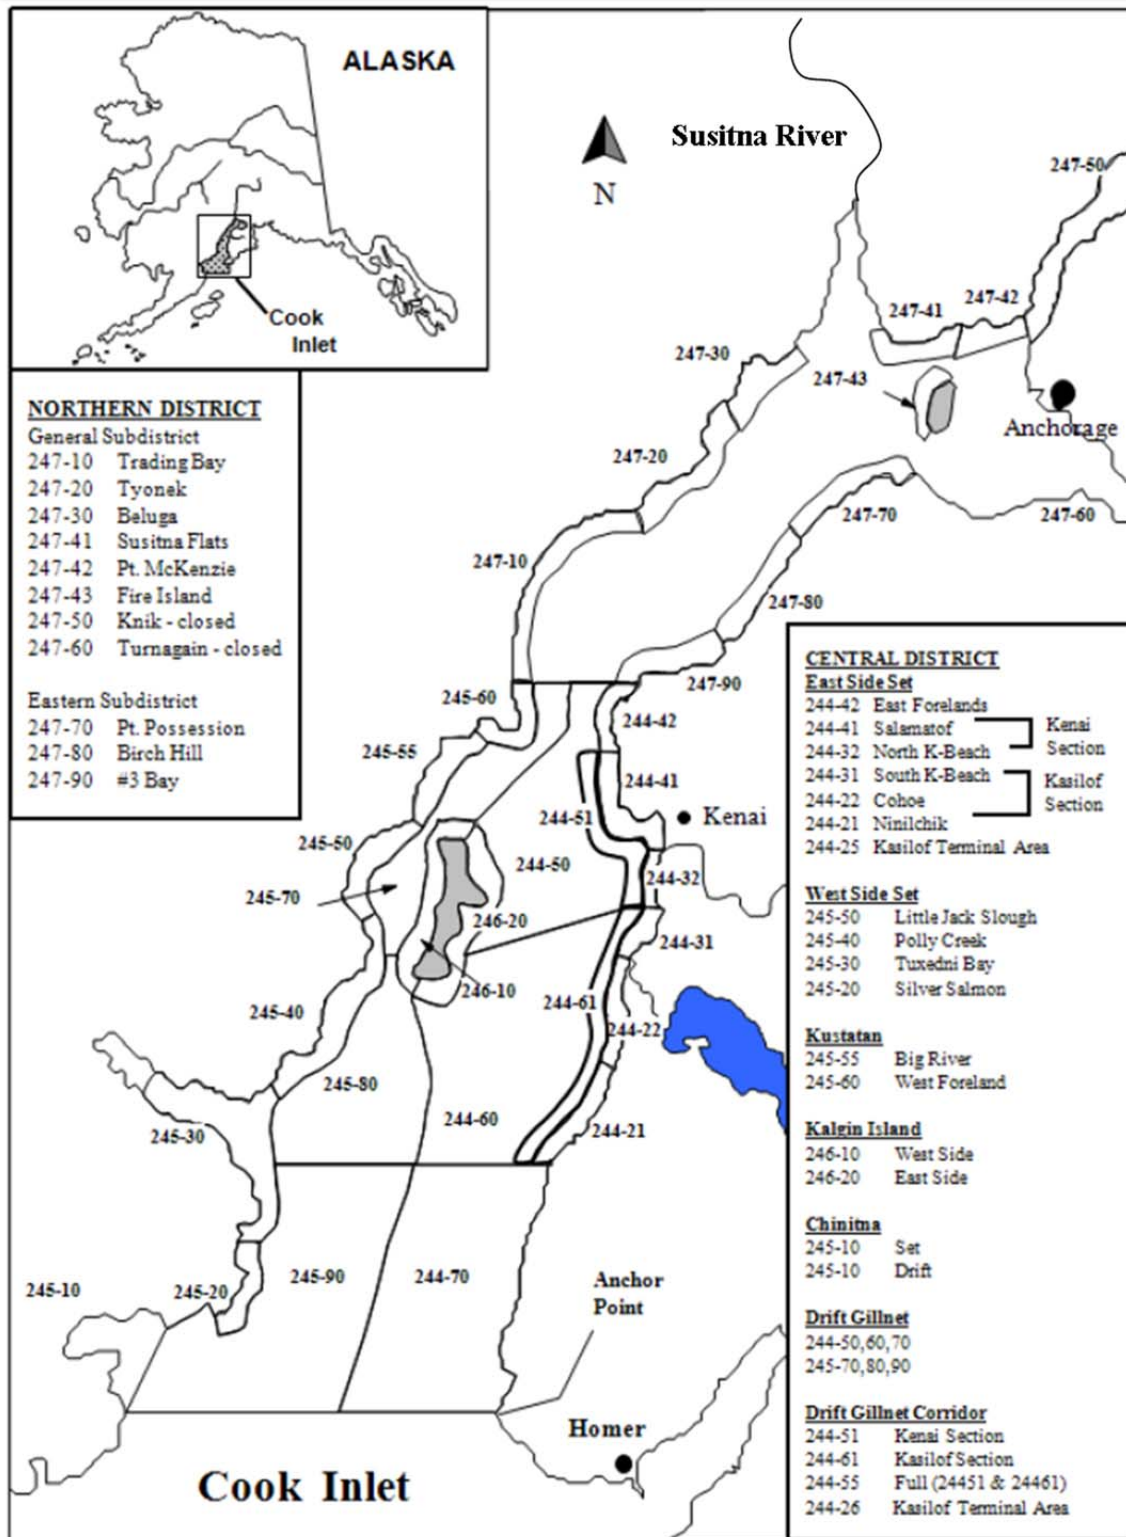 ALASKA
Cook
Inlet
Susitna River
N
NORTHERN DISTRICT
General Subdistrict
247-10 Trading Bay
247-20 Tyonek
247-30 Beluga
247-41 Susitna Flats
247-42 Pt. McKenzie
247-43 Fire Island
247-50 Knik - closed
247-60 Turnagain - closed
Eastern Subdistrict
247-70 Pt. Possession
247-80 Birch Hill
247-90 #3 Bay
247-50
247-41
247-42
247-30
247-43
Anchorage
247-20
247-70
247-60
247-10
247-80
247-90
245-60
244-42
245-55
244-41
244-51
Kenai
245-50
244-50
244-32
245-70
246-20
244-31
246-10
244-61
245-40
244-22
245-80
244-60
244-21
245-30
245-90
244-70
245-10
245-20
Anchor
Point
Homer
Cook Inlet
CENTRAL DISTRICT
East Side Set
244-42 East Forelands
244-41 Salamatof
244-32 North K-Beach
Kenai
Section
244-31 South K-Beach
244-22 Cohoe
Kasilof
Section
244-21 Ninilchik
244-25 Kasilof Terminal Area
West Side Set
245-50 Little Jack Slough
245-40 Polly Creek
245-30 Tuxedni Bay
245-20 Silver Salmon
Kustatan
245-55 Big River
245-60 West Foreland
Kalgin Island
246-10 West Side
246-20 East Side
Chinitna
245-10 Set
245-10 Drift
Drift Gillnet
244-50,60,70
245-70,80,90
Drift Gillnet Corridor
244-51 Kenai Section
244-61 Kasilof Section
244-55 Full (24451 & 24461)
244-26 Kasilof Terminal Area